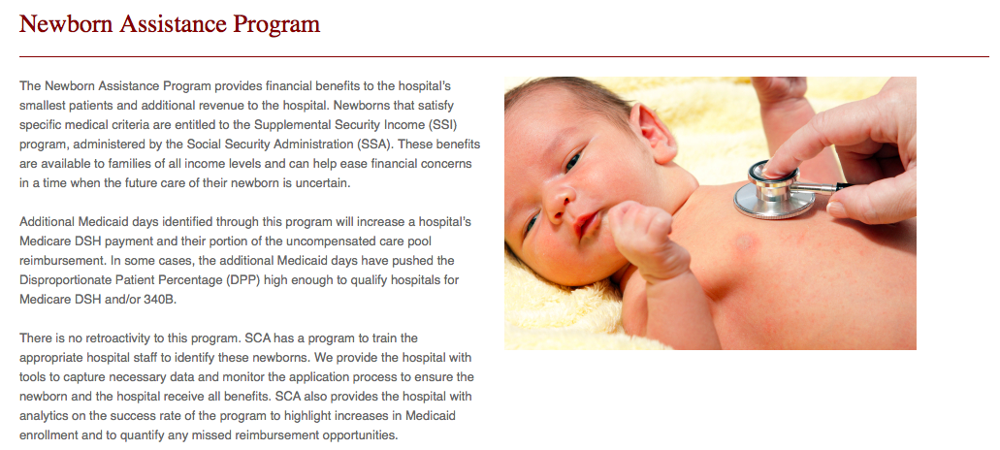 Newborn Assistance Program
The Newborn Assistance Program provides financial benefits to the hospital's
smallest patients and additional revenue to the hospital. Newborns that satisfy
specific medical criteria are entitled to the Supplemental Security Income (SSI)
program, administered by the Social Security Administration (SSA). These benefits
are available to families of all income levels and can help ease financial concerns
in a time when the future care of their newborn is uncertain.
Additional Medicaid days identified through this program will increase a hospital's
Medicare DSH payment and their portion of the uncompensated care pool
reimbursement. In some cases, the additional Medicaid days have pushed the
Disproportionate Patient Percentage (DPP) high enough to qualify hospitals for
Medicare DSH and/or 340B.
There is no retroactivity to this program. SCA has a program to train the
appropriate hospital staff to identify these newborns. We provide the hospital with
tools to capture necessary data and monitor the application process to ensure the
newborn and the hospital receive all benefits. SCA also provides the hospital with
analytics on the success rate of the program to highlight increases in Medicaid
enrollment and to quantify any missed reimbursement opportunities.